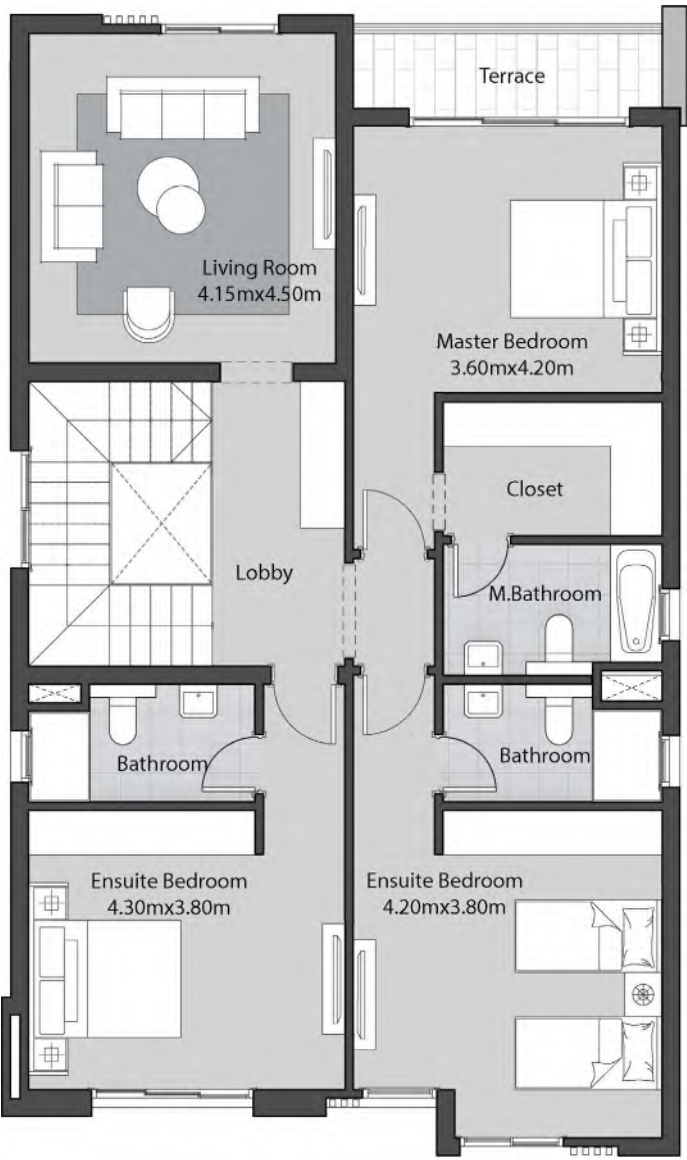 Terrace
Living Room
4.15mx4.50m
Master Bedroom
3.60mx4.20m
Closet
Lobby
M.Bathroom
Bathroom
Bathroom
Ensuite Bedroom
4.30mx3.80m
Ensuite Bedroom
4.20mx3.80m